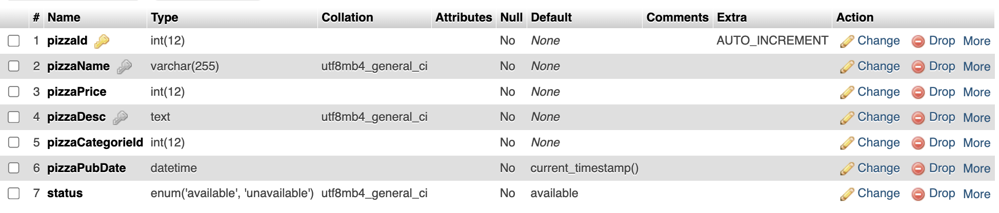 # Name Type Collation Attributes Null Default Comments Extra Action
1 pizzaId int(12) No None AUTO_INCREMENT Change Drop More
2 pizzaName varchar(255) utf8mb4_general_ci No None Change Drop More
3 pizzaPrice int(12) No None Change Drop More
4 pizzaDesc text utf8mb4_general_ci No None Change Drop More
5 pizzaCategorieId int(12) No None Change Drop More
6 pizzaPubDate datetime No current_timestamp() Change Drop More
7 status enum('available', 'unavailable') utf8mb4_general_ci No available Change Drop More